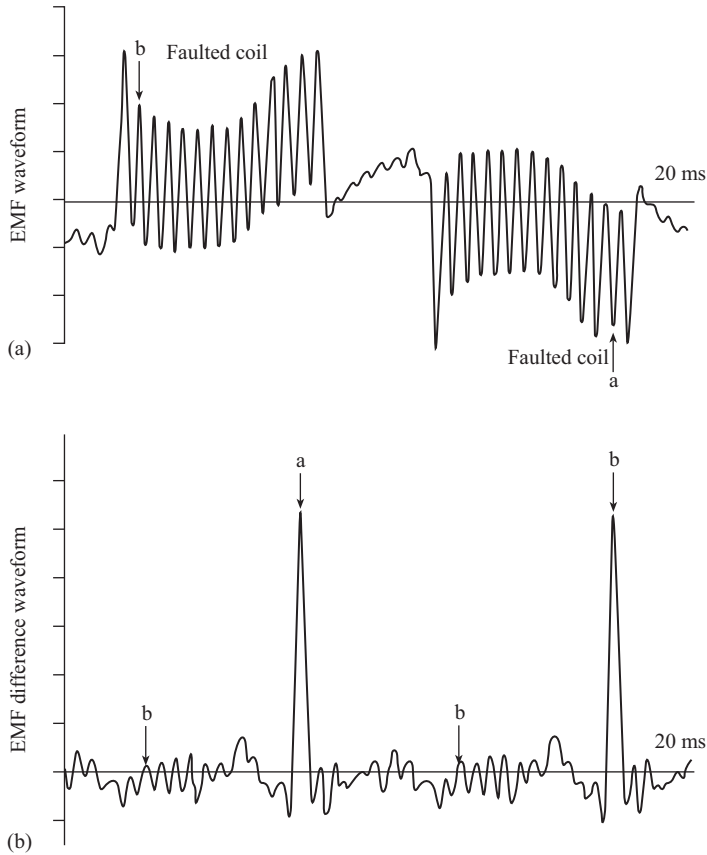 b
Faulted coil
EMF waveform
20 ms
(a)
Faulted coil
a
a
b
EMF difference waveform
b
b
20 ms
(b)